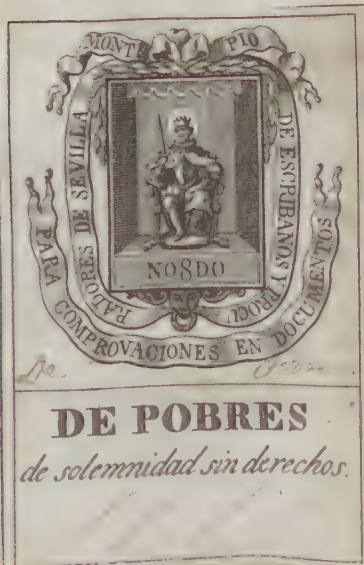 MONTE PIO
DE ESCRIBANOS Y PROCU
RADORES DE SEVILLA
PARA COMPROVACIONES EN DOCUMENTOS
NO8DO
De
DE POBRES
de solemnidad sin derechos.